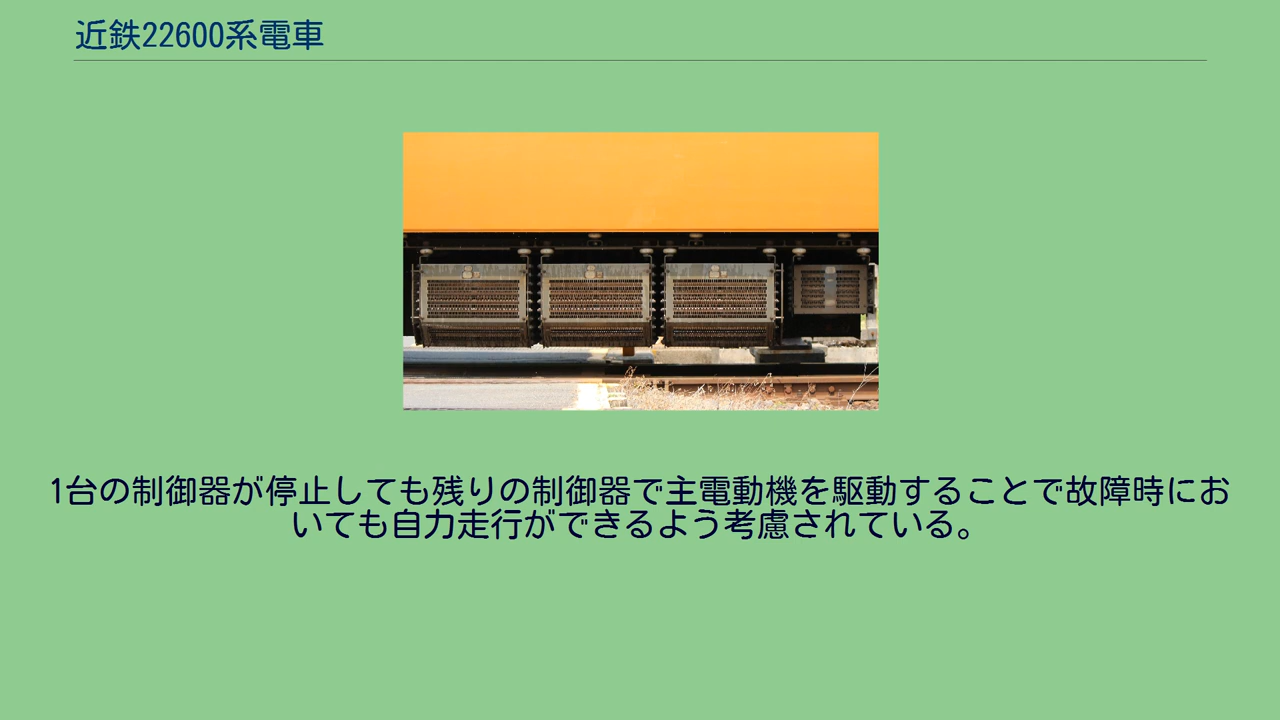 近鉄22600系電車
1台の制御器が停止しても残りの制御器で主電動機を駆動することで故障時にお
いても自力走行ができるよう考慮されている。